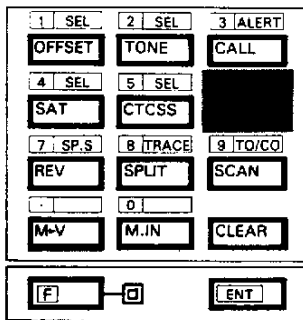 1 SEL 2 SEL 3 ALERT
OFFSET TONE CALL
4 SEL 5 SEL
SAT CTCSS
7 SP.S 8 TRACE 9 TO/CO
REV SPLIT SCAN
· 0
M▸V M.IN CLEAR
F ENT